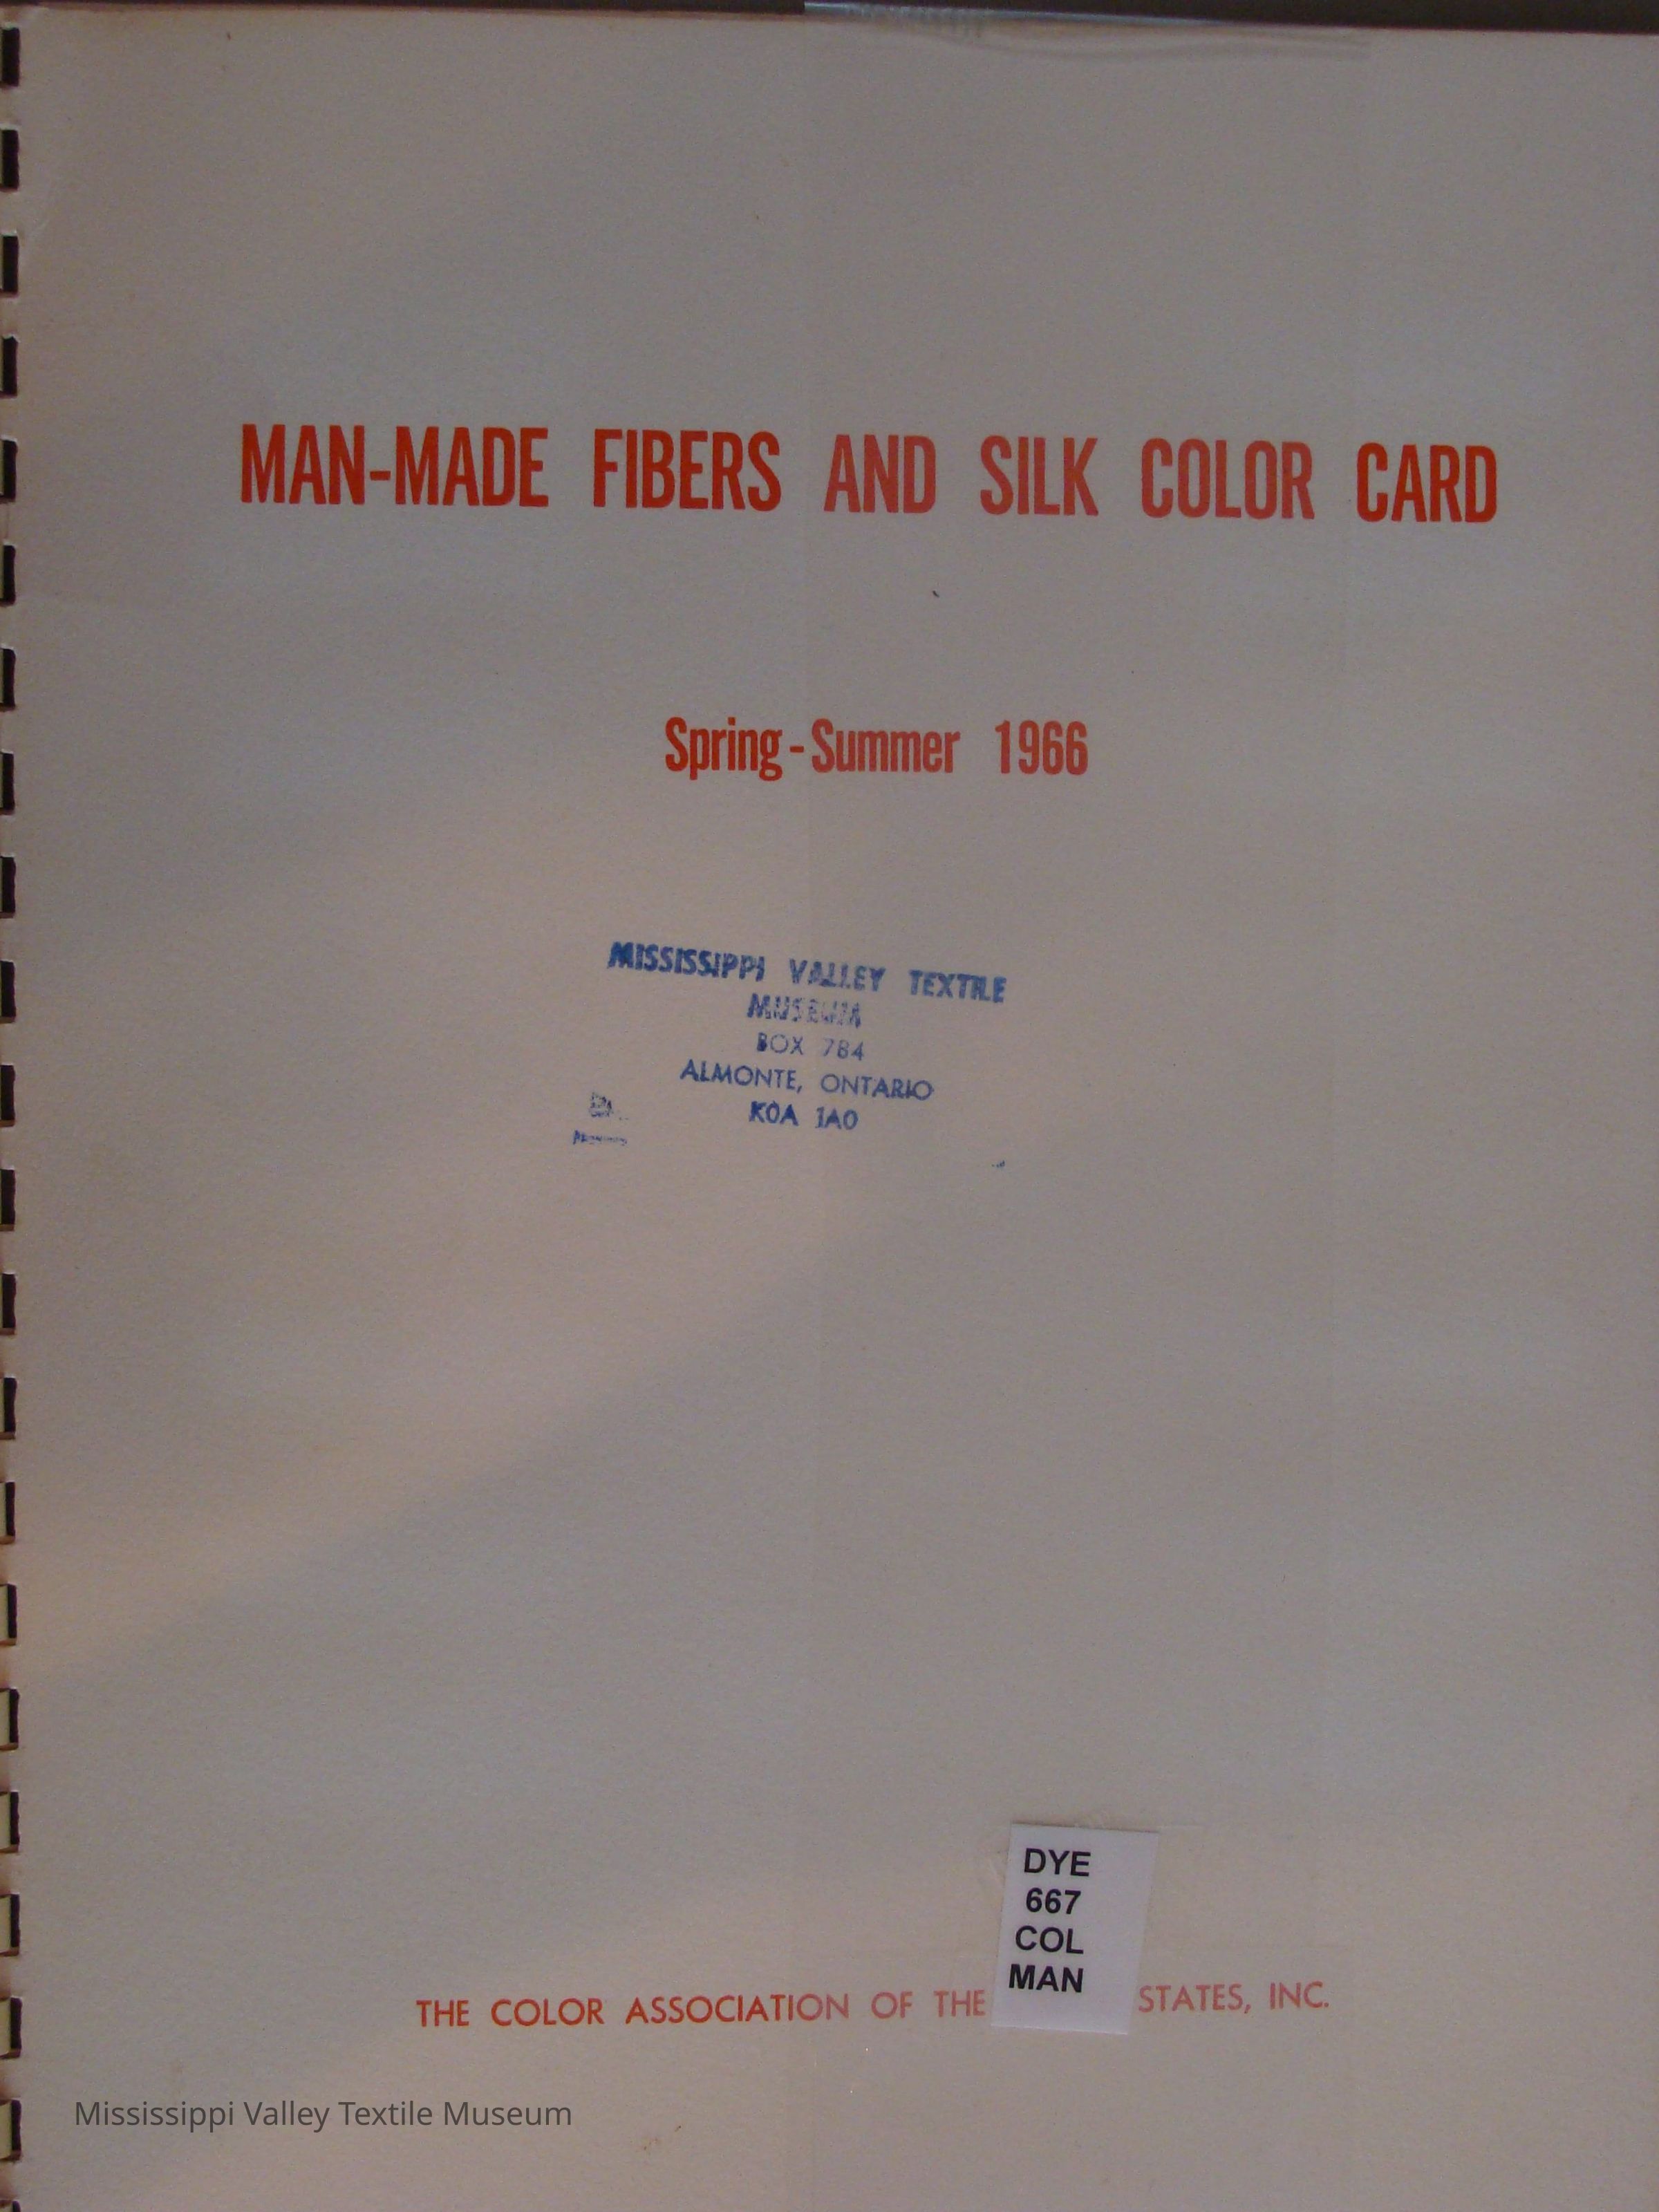 MAN-MADE FIBERS AND SILK COLOR CARD
Spring-Summer 1966
MISSISSIPPI VALLEY TEXTILE
MUSEUM
BOX 784
ALMONTE, ONTARIO
K0A 1A0
DYE
667
COL
MAN
THE COLOR ASSOCIATION OF THE STATES, INC.
Mississippi Valley Textile Museum